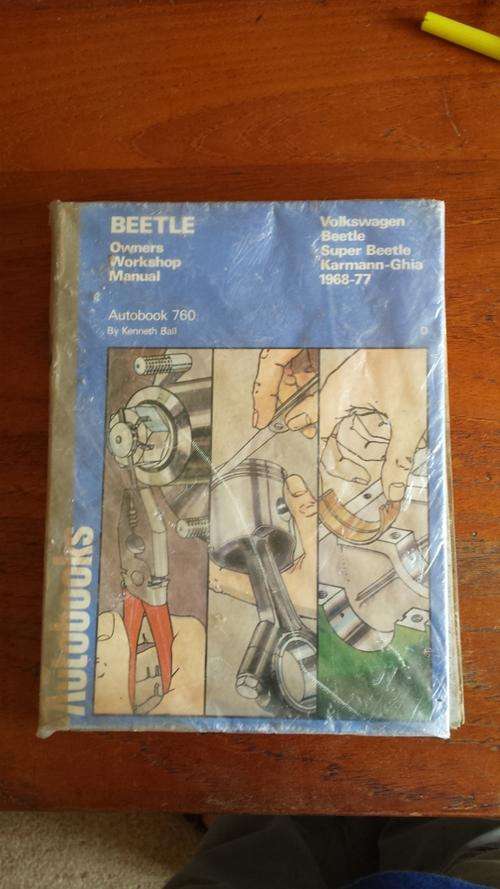 BEETLE
Owners
Workshop
Manual
Volkswagen
Beetle
Super Beetle
Karmann-Ghia
1968-77
Autobook 760
By Kenneth Ball
D
Autobooks